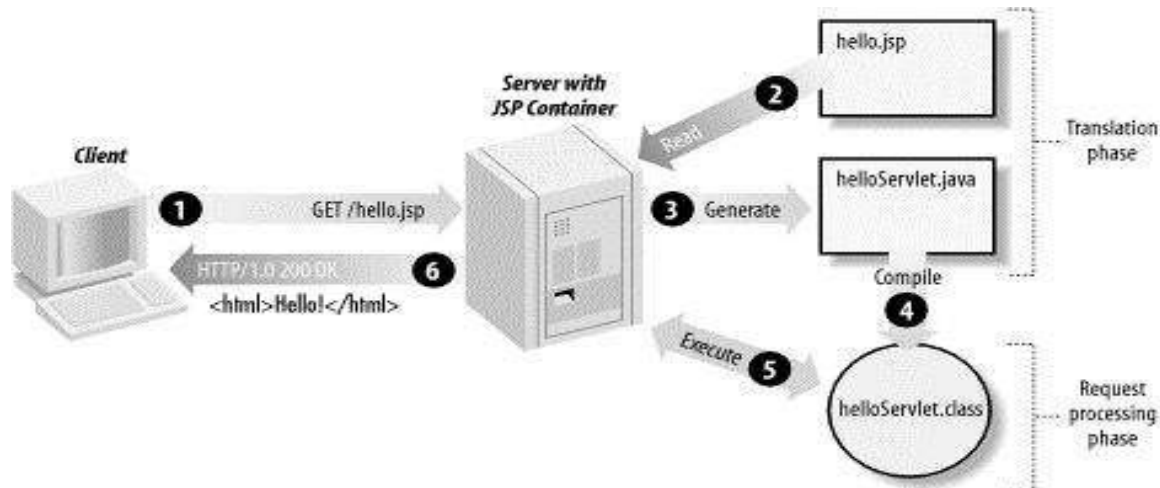 hello.jsp
Server with
JSP Container
2
Read
Translation
phase
Client
helloServlet.java
1
GET /hello.jsp
3
Generate
HTTP/1.0 200 OK
6
<html>Hello!</html>
Compile
4
Execute
5
helloServlet.class
Request
processing
phase